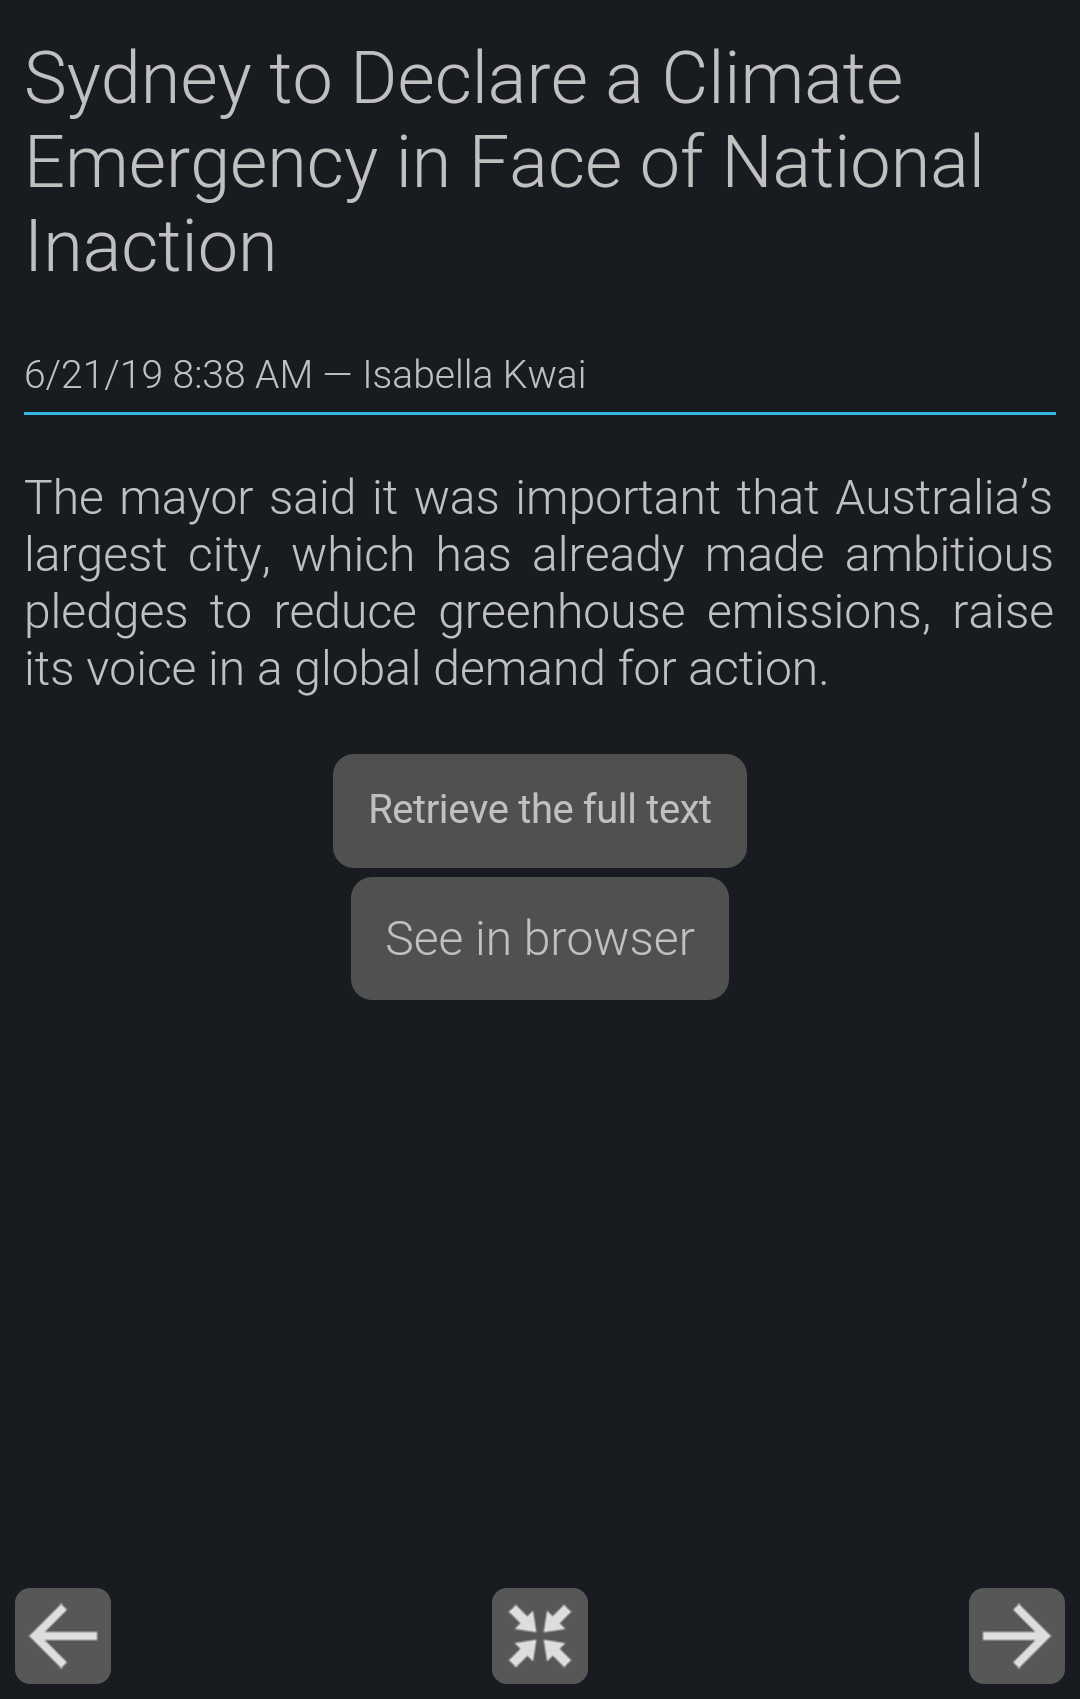 Sydney to Declare a Climate
Emergency in Face of National
Inaction
6/21/19 8:38 AM — Isabella Kwai
The mayor said it was important that Australia’s
largest city, which has already made ambitious
pledges to reduce greenhouse emissions, raise
its voice in a global demand for action.
Retrieve the full text
See in browser